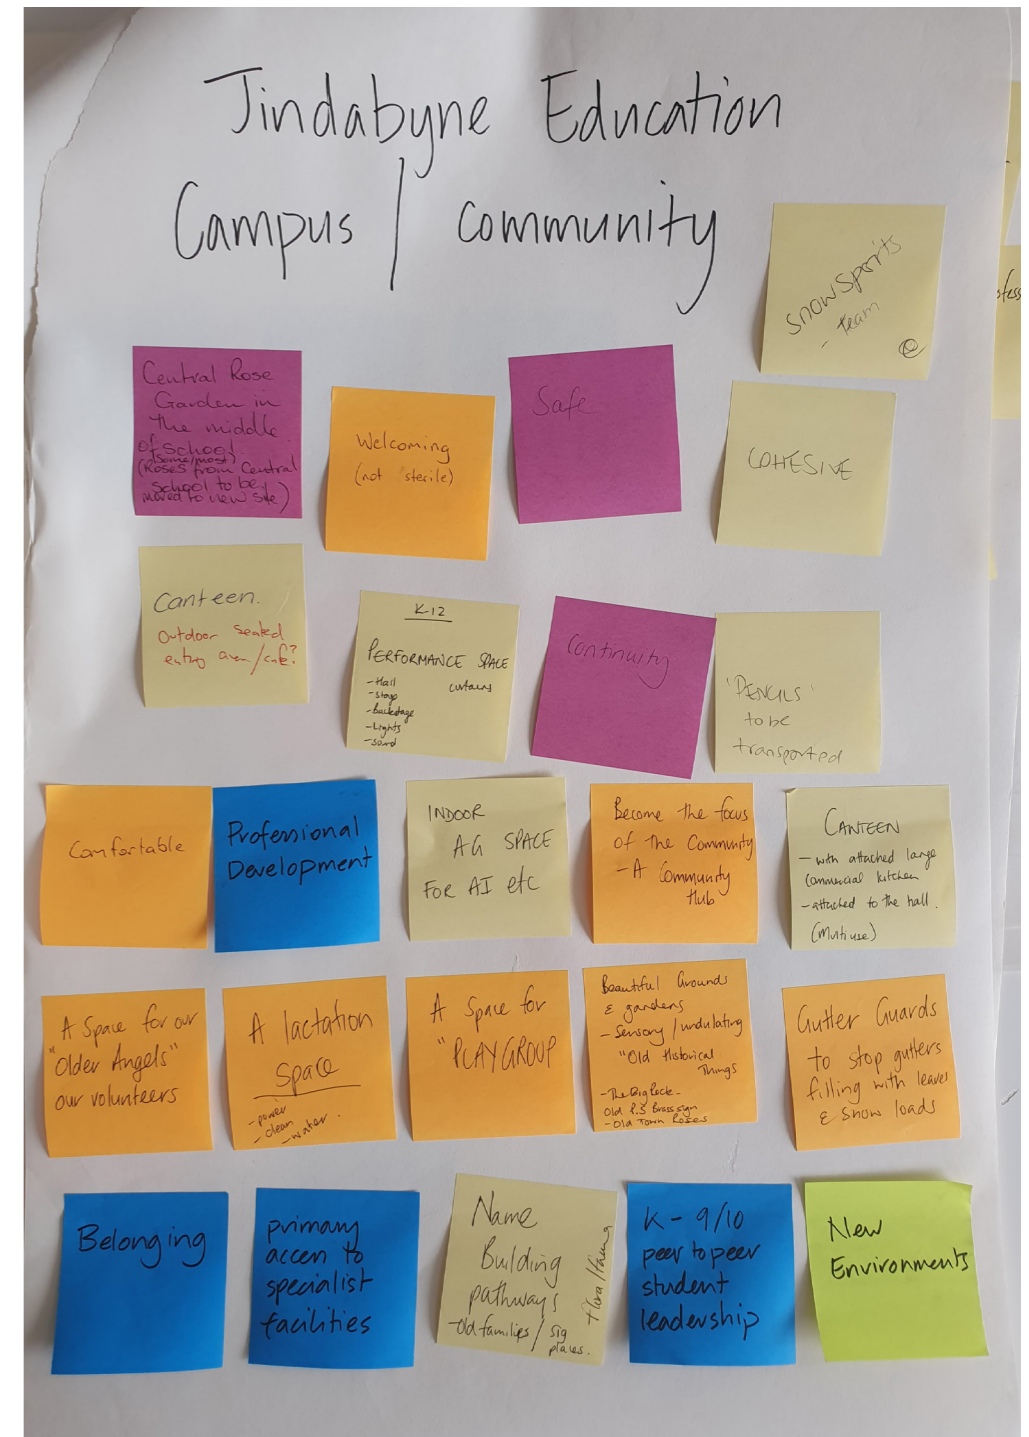 Jindabyne Education
Campus / community
Snowsports
- team
Central Rose
Garden in
the middle
of School
(some/most)
(Roses from Central
school to be
moved to new site)
Welcoming
(not sterile)
Safe
COHESIVE
Canteen.
Outdoor seated
eating area/cafe?
K-12
PERFORMANCE SPACE
- Hall curtains
- stage
- backstage
- Lights
- sound
Continuity
'PENCILS'
to be
transported
Comfortable
Professional
Development
INDOOR
AG SPACE
FOR AI etc
Become the focus
of the Community
- A Community
Hub
CANTEEN
- with attached large
Commercial kitchen
- attached to the hall.
(Multiuse)
A Space for our
"Older Angels"
our volunteers
A lactation
space
- power
- clean
- water.
A Space for
"PLAYGROUP
Beautiful Grounds
& gardens
- Sensory/undulating
"Old Historical
Things
- The Big Rock -
Old P.S Brass sign
- Old Town Roses
Gutter Guards
to stop gutters
filling with leaves
& snow loads
Belonging
primary
access to
specialist
facilities
Name
Building
pathways
- Old families / sig
places.
flora/fauna
K - 9/10
peer to peer
student
leadership
New
Environments